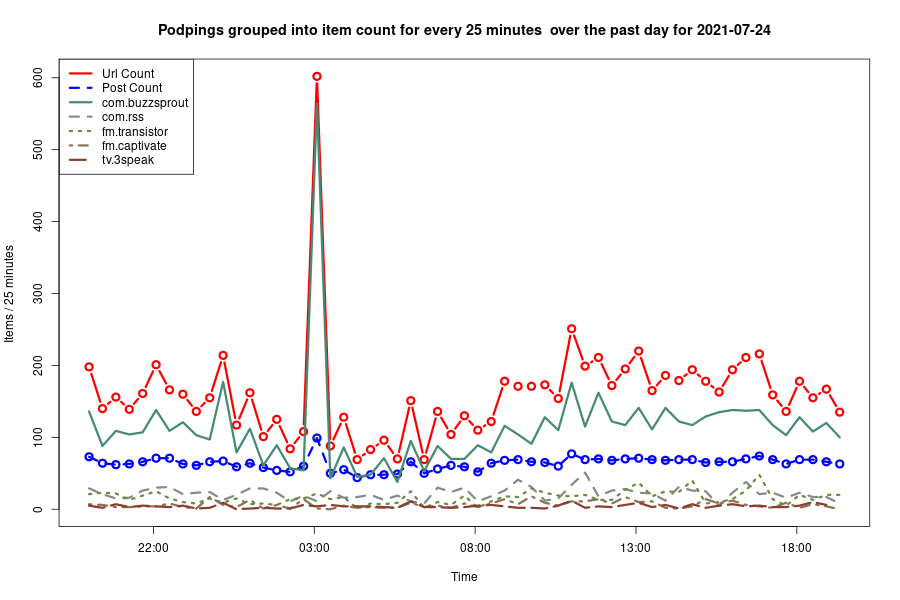 Podpings grouped into item count for every 25 minutes  over the past day for 2021-07-24
Url Count
Post Count
com.buzzsprout
com.rss
fm.transistor
fm.captivate
tv.3speak
Items / 25 minutes
600
500
400
300
200
100
0
22:00
03:00
08:00
13:00
18:00
Time